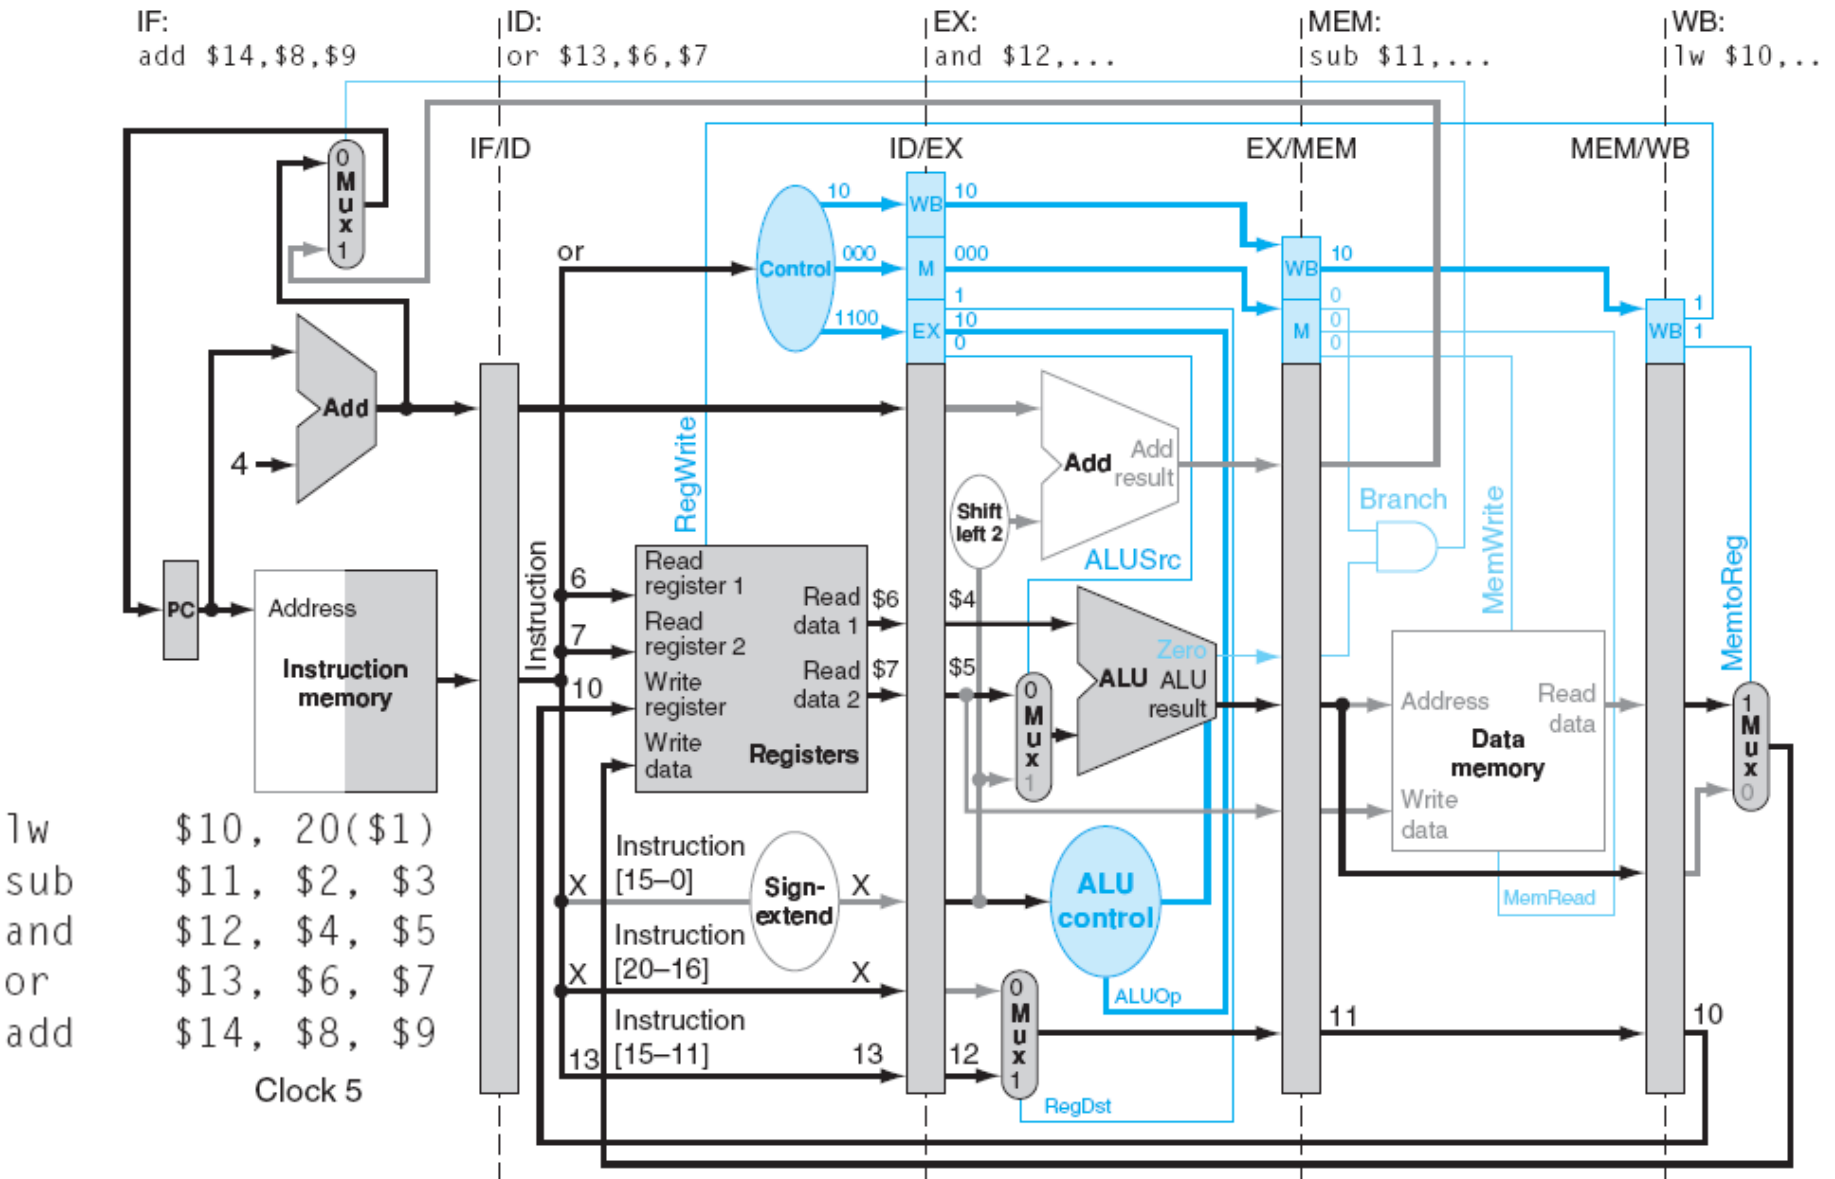 IF:
add $14,$8,$9
ID:
or $13,$6,$7
EX:
and $12,...
MEM:
sub $11,...
WB:
lw $10,..
IF/ID
ID/EX
EX/MEM
MEM/WB
0
M
u
x
1
Add
4
PC
Address
Instruction
memory
Instruction
or
Control
10
000
1100
WB
M
EX
10
000
1
10
0
WB
M
10
0
0
0
WB
1
1
RegWrite
6
7
10
Read
register 1
Read
register 2
Write
register
Write
data
Read
data 1
Read
data 2
Registers
$6
$7
$4
$5
Shift
left 2
Add
Add
result
ALUSrc
0
M
u
x
1
Zero
ALU
ALU
result
Branch
MemWrite
Address
Read
data
Data
memory
Write
data
MemRead
MemtoReg
1
M
u
x
0
Instruction
[15–0]
X
Sign-
extend
X
ALU
control
ALUOp
Instruction
[20–16]
X
X
Instruction
[15–11]
13
13
12
0
M
u
x
1
RegDst
11
10
lw $10, 20($1)
sub $11, $2, $3
and $12, $4, $5
or $13, $6, $7
add $14, $8, $9
Clock 5